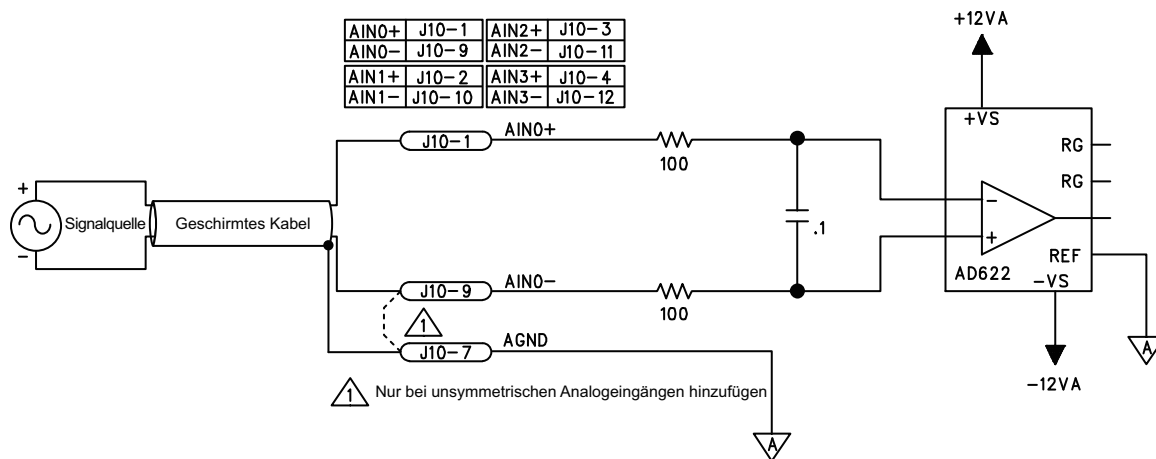 +12VA
AIN0+ J10-1 AIN2+ J10-3
AIN0- J10-9 AIN2- J10-11
AIN1+ J10-2 AIN3+ J10-4
AIN1- J10-10 AIN3- J10-12
+VS
J10-1 AIN0+
RG
100
RG
+
Signalquelle
Geschirmtes Kabel
-
.1
-
+
REF
AD622
-VS
J10-9 AIN0-
100
1
J10-7 AGND
A
-12VA
1 Nur bei unsymmetrischen Analogeingängen hinzufügen
A